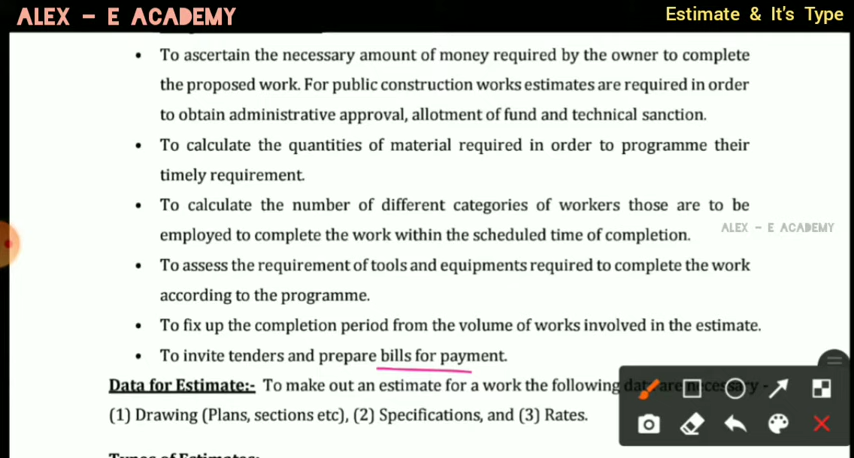 ALEX - E ACADEMY
Estimate & It's Type
• To ascertain the necessary amount of money required by the owner to complete
the proposed work. For public construction works estimates are required in order
to obtain administrative approval, allotment of fund and technical sanction.
• To calculate the quantities of material required in order to programme their
timely requirement.
• To calculate the number of different categories of workers those are to be
employed to complete the work within the scheduled time of completion.
ALEX - E ACADEMY
• To assess the requirement of tools and equipments required to complete the work
according to the programme.
• To fix up the completion period from the volume of works involved in the estimate.
• To invite tenders and prepare bills for payment.
Data for Estimate:- To make out an estimate for a work the following data are necessary -
(1) Drawing (Plans, sections etc), (2) Specifications, and (3) Rates.
Types of Estimates: